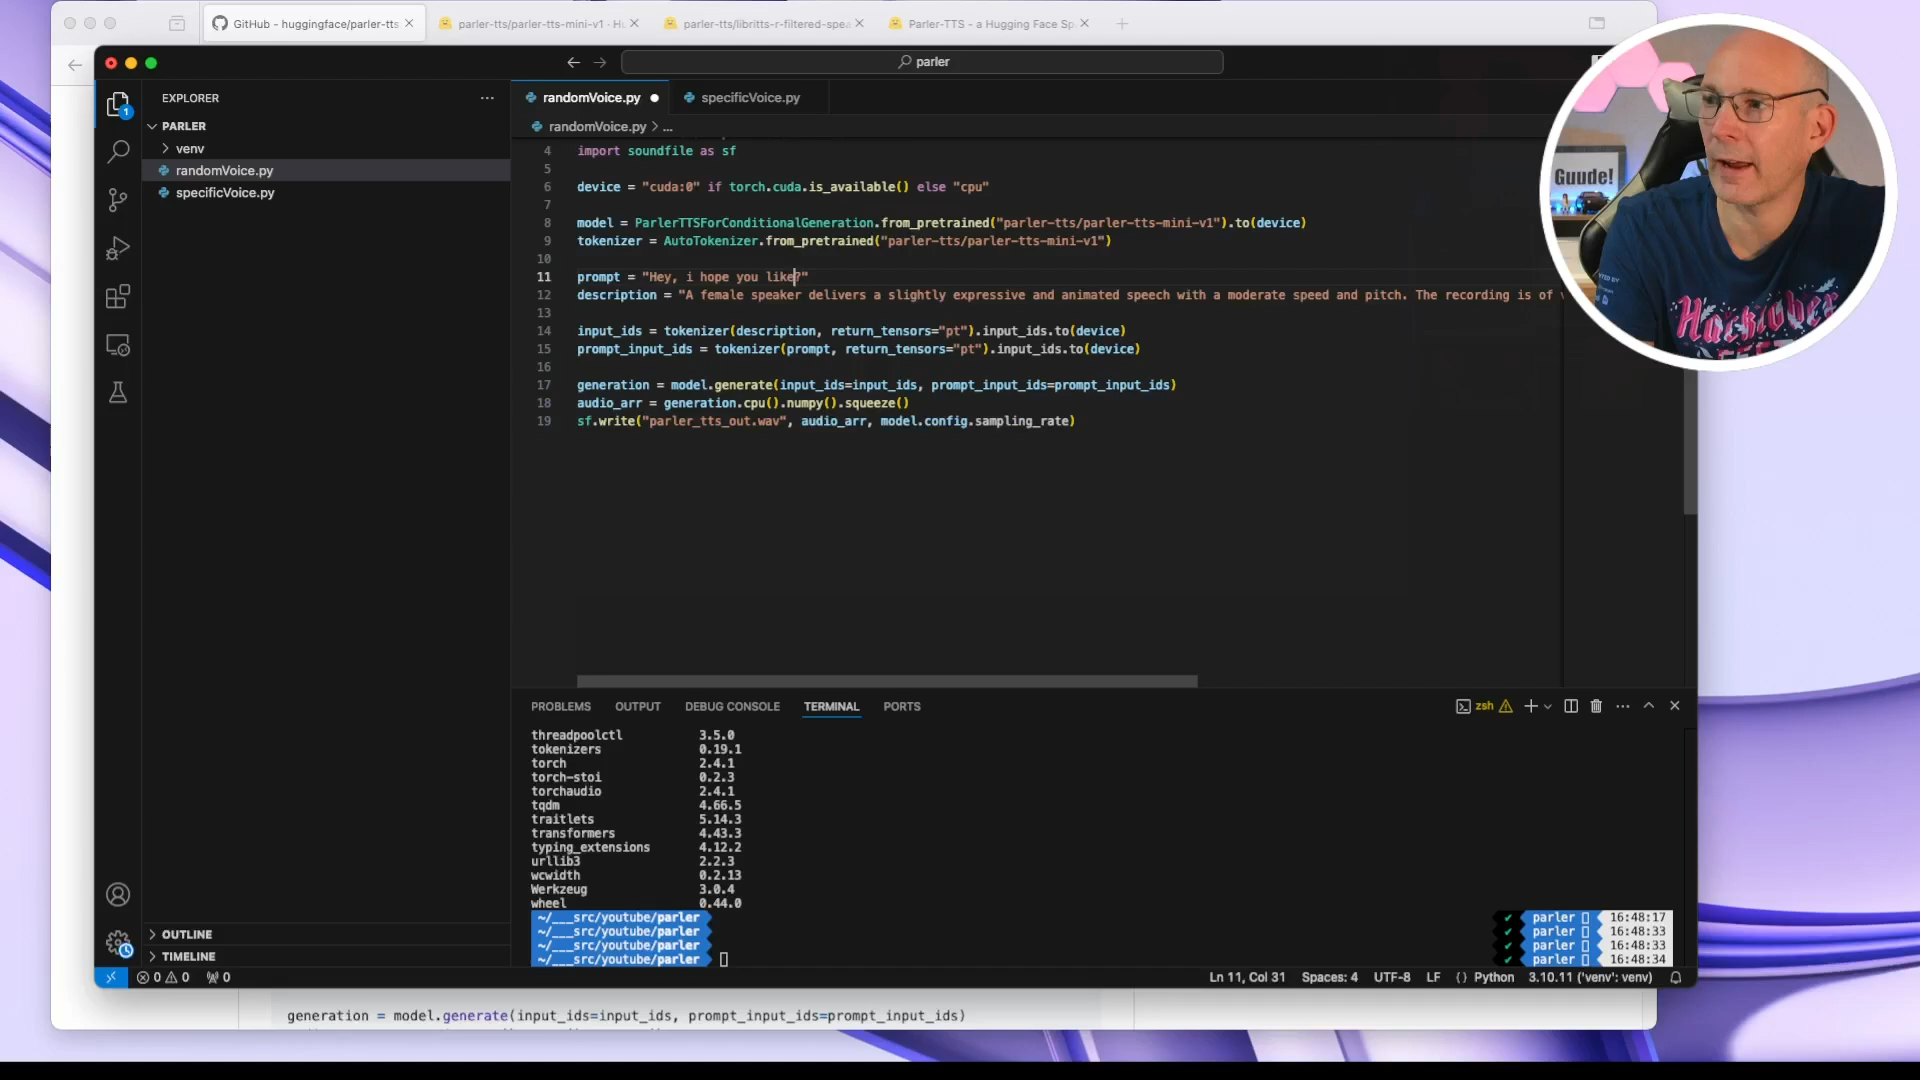 GitHub - huggingface/parler-tts
parler-tts/parler-tts-mini-v1 · Hu
parler-tts/libritts-r-filtered-spea
Parler-TTS - a Hugging Face Sp
parler
EXPLORER
PARLER
venv
randomVoice.py
specificVoice.py
OUTLINE
TIMELINE
randomVoice.py
specificVoice.py
randomVoice.py > ...
4 import soundfile as sf
5
6 device = "cuda:0" if torch.cuda.is_available() else "cpu"
7
8 model = ParlerTTSForConditionalGeneration.from_pretrained("parler-tts/parler-tts-mini-v1").to(device)
9 tokenizer = AutoTokenizer.from_pretrained("parler-tts/parler-tts-mini-v1")
10
11 prompt = "Hey, i hope you like?"
12 description = "A female speaker delivers a slightly expressive and animated speech with a moderate speed and pitch. The recording is of
13
14 input_ids = tokenizer(description, return_tensors="pt").input_ids.to(device)
15 prompt_input_ids = tokenizer(prompt, return_tensors="pt").input_ids.to(device)
16
17 generation = model.generate(input_ids=input_ids, prompt_input_ids=prompt_input_ids)
18 audio_arr = generation.cpu().numpy().squeeze()
19 sf.write("parler_tts_out.wav", audio_arr, model.config.sampling_rate)
Guude!
Hacktober
PROBLEMS OUTPUT DEBUG CONSOLE TERMINAL PORTS
zsh
threadpoolctl 3.5.0
tokenizers 0.19.1
torch 2.4.1
torch-stoi 0.2.3
torchaudio 2.4.1
tqdm 4.66.5
traitlets 5.14.3
transformers 4.43.3
typing_extensions 4.12.2
urllib3 2.2.3
wcwidth 0.2.13
Werkzeug 3.0.4
wheel 0.44.0
~/___src/youtube/parler parler 16:48:17
~/___src/youtube/parler parler 16:48:33
~/___src/youtube/parler parler 16:48:33
~/___src/youtube/parler parler 16:48:34
0 0 0
Ln 11, Col 31 Spaces: 4 UTF-8 LF Python 3.10.11 ('venv': venv)
generation = model.generate(input_ids=input_ids, prompt_input_ids=prompt_input_ids)